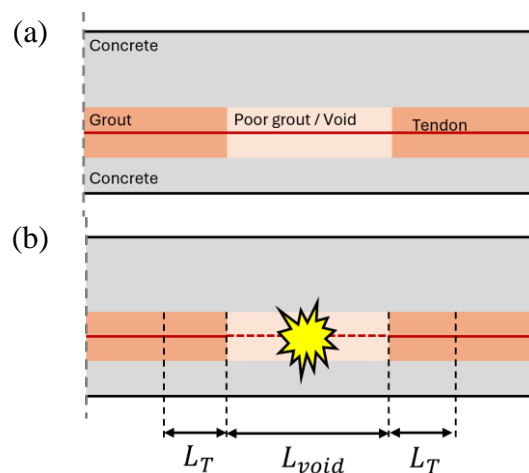 (a)
Concrete
Grout
Poor grout / Void
Tendon
Concrete
(b)
L_T
L_void
L_T